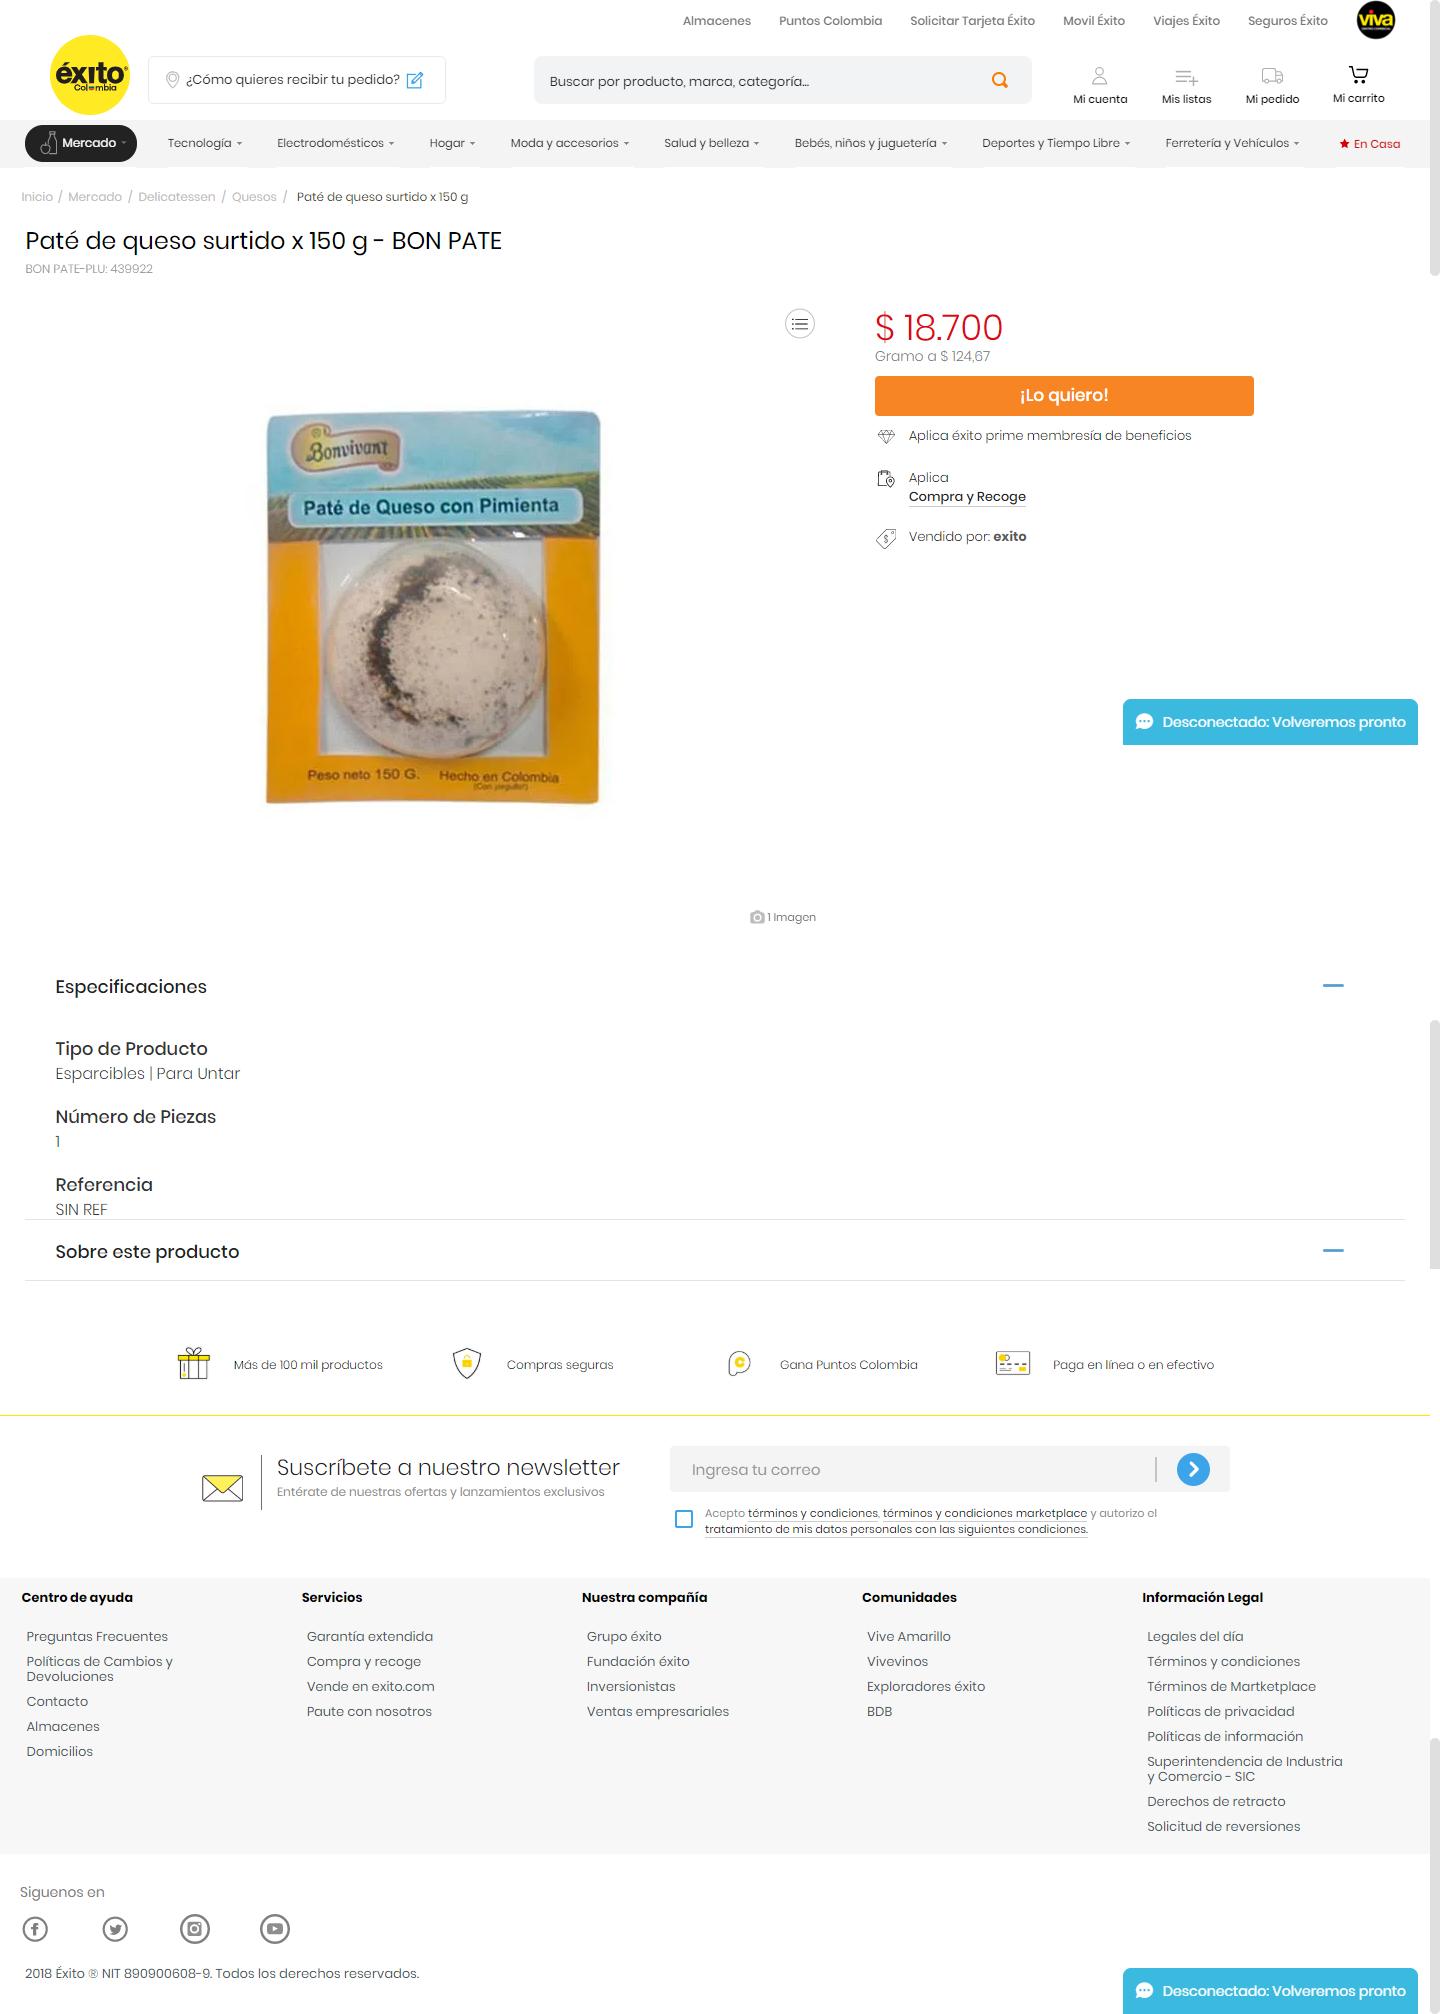 Almacenes Puntos Colombia Solicitar Tarjeta Éxito Movil Éxito Viajes Éxito Seguros Éxito viva
éxito
Colombia
¿Cómo quieres recibir tu pedido?
Buscar por producto, marca, categoría...
Mi cuenta Mis listas Mi pedido Mi carrito
Mercado Tecnología Electrodomésticos Hogar Moda y accesorios Salud y belleza Bebés, niños y juguetería Deportes y Tiempo Libre Ferretería y Vehículos En Casa
Inicio / Mercado / Delicatessen / Quesos / Paté de queso surtido x 150 g
Paté de queso surtido x 150 g - BON PATE
BON PATE-PLU: 439922
$ 18.700
Gramo a $ 124,67
¡Lo quiero!
Aplica éxito prime membresía de beneficios
Aplica
Compra y Recoge
Vendido por: exito
Bonvivant
Paté de Queso con Pimienta
Peso neto 150 G. Hecho en Colombia
Desconectado: Volveremos pronto
1 Imagen
Especificaciones
Tipo de Producto
Esparcibles | Para Untar
Número de Piezas
1
Referencia
SIN REF
Sobre este producto
Más de 100 mil productos Compras seguras Gana Puntos Colombia Paga en línea o en efectivo
Suscríbete a nuestro newsletter
Entérate de nuestras ofertas y lanzamientos exclusivos
Ingresa tu correo
Acepto términos y condiciones, términos y condiciones marketplace y autorizo el
tratamiento de mis datos personales con las siguientes condiciones.
Centro de ayuda
Preguntas Frecuentes
Políticas de Cambios y
Devoluciones
Contacto
Almacenes
Domicilios
Servicios
Garantía extendida
Compra y recoge
Vende en exito.com
Paute con nosotros
Nuestra compañía
Grupo éxito
Fundación éxito
Inversionistas
Ventas empresariales
Comunidades
Vive Amarillo
Vivevinos
Exploradores éxito
BDB
Información Legal
Legales del día
Términos y condiciones
Términos de Martketplace
Políticas de privacidad
Políticas de información
Superintendencia de Industria
y Comercio - SIC
Derechos de retracto
Solicitud de reversiones
Siguenos en
2018 Éxito ® NIT 890900608-9. Todos los derechos reservados.
Desconectado: Volveremos pronto